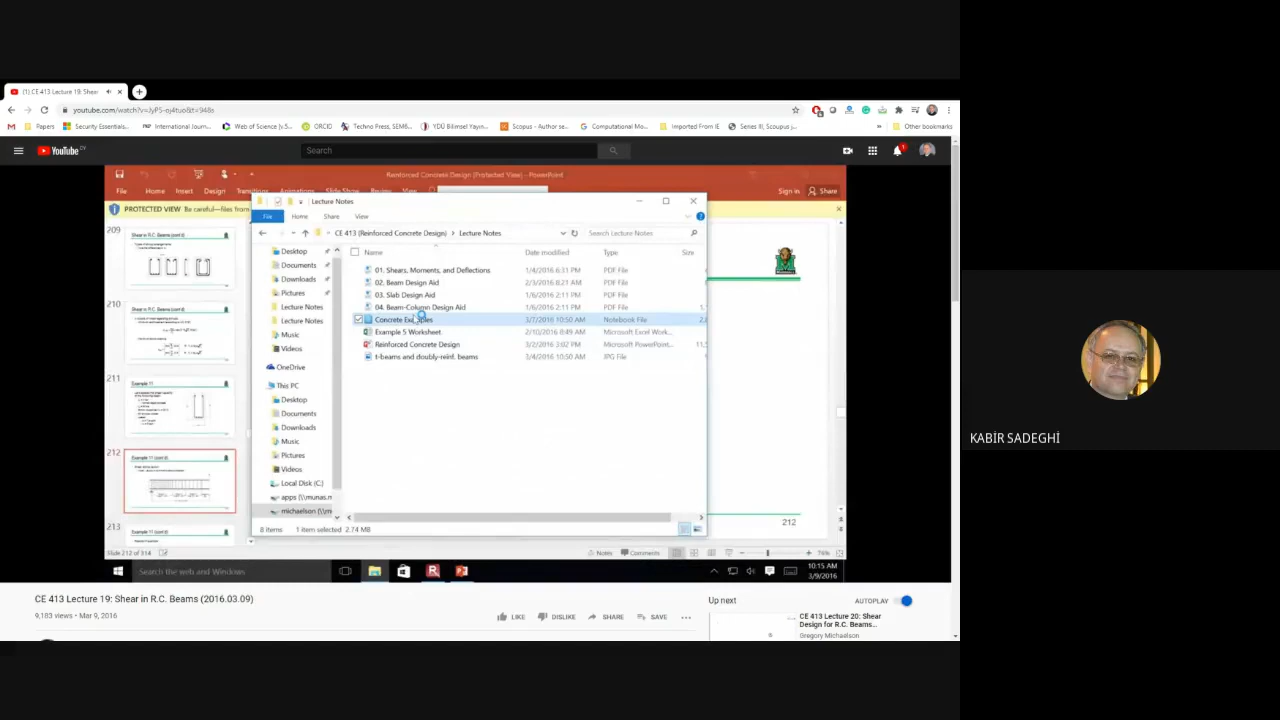 (1) CE 413 Lecture 19: Shear
youtube.com/watch?v=JyPS-oj4tuo&t=948s
Papers
Security Essentials...
International Journ...
Web of Science [v.5...
ORCID
Techno Press, SEM8...
YDÜ Bilimsel Yayın...
Scopus - Author se...
Computational Mo...
Imported From IE
Series III, Scoupus j...
»
Other bookmarks
YouTube
Search
Reinforced Concrete Design (Protected View) - PowerPoint
File Home Insert Design Transitions Animations Slide Show Review View
Sign in
Share
PROTECTED VIEW Be careful—files from
Lecture Notes
File Home Share View
CE 413 (Reinforced Concrete Design) > Lecture Notes
Search Lecture Notes
Name Date modified Type Size
01. Shears, Moments, and Deflections 1/4/2016 6:31 PM PDF File
02. Beam Design Aid 2/3/2016 8:21 AM PDF File
03. Slab Design Aid 1/6/2016 2:11 PM PDF File
04. Beam-Column Design Aid 1/6/2016 2:11 PM PDF File
Concrete Examples 3/7/2016 10:50 AM Notebook File
Example 5 Worksheet 2/10/2016 8:49 AM Microsoft Excel Work...
Reinforced Concrete Design 3/2/2016 3:02 PM Microsoft PowerPoint...
t-beams and doubly-reinf. beams 3/4/2016 10:50 AM JPG File
Desktop
Documents
Downloads
Pictures
Lecture Notes
Lecture Notes
Music
Videos
OneDrive
This PC
Desktop
Documents
Downloads
Music
Pictures
Videos
Local Disk (C:)
apps (\\munas.m
michaelson (\\m
8 items 1 item selected 2.74 MB
209
Shear in R.C. Beams (cont'd)
210
Shear in R.C. Beams (cont'd)
211
Example 11
212
Example 11 (cont'd)
213
Example 11 (cont'd)
212
Slide 212 of 314
Notes
Comments
76%
Search the web and Windows
10:15 AM
3/9/2016
CE 413 Lecture 19: Shear in R.C. Beams (2016.03.09)
9,183 views • Mar 9, 2016
LIKE
DISLIKE
SHARE
SAVE
Up next
AUTOPLAY
CE 413 Lecture 20: Shear
Design for R.C. Beams...
Gregory Michaelson
KABİR SADEGHİ